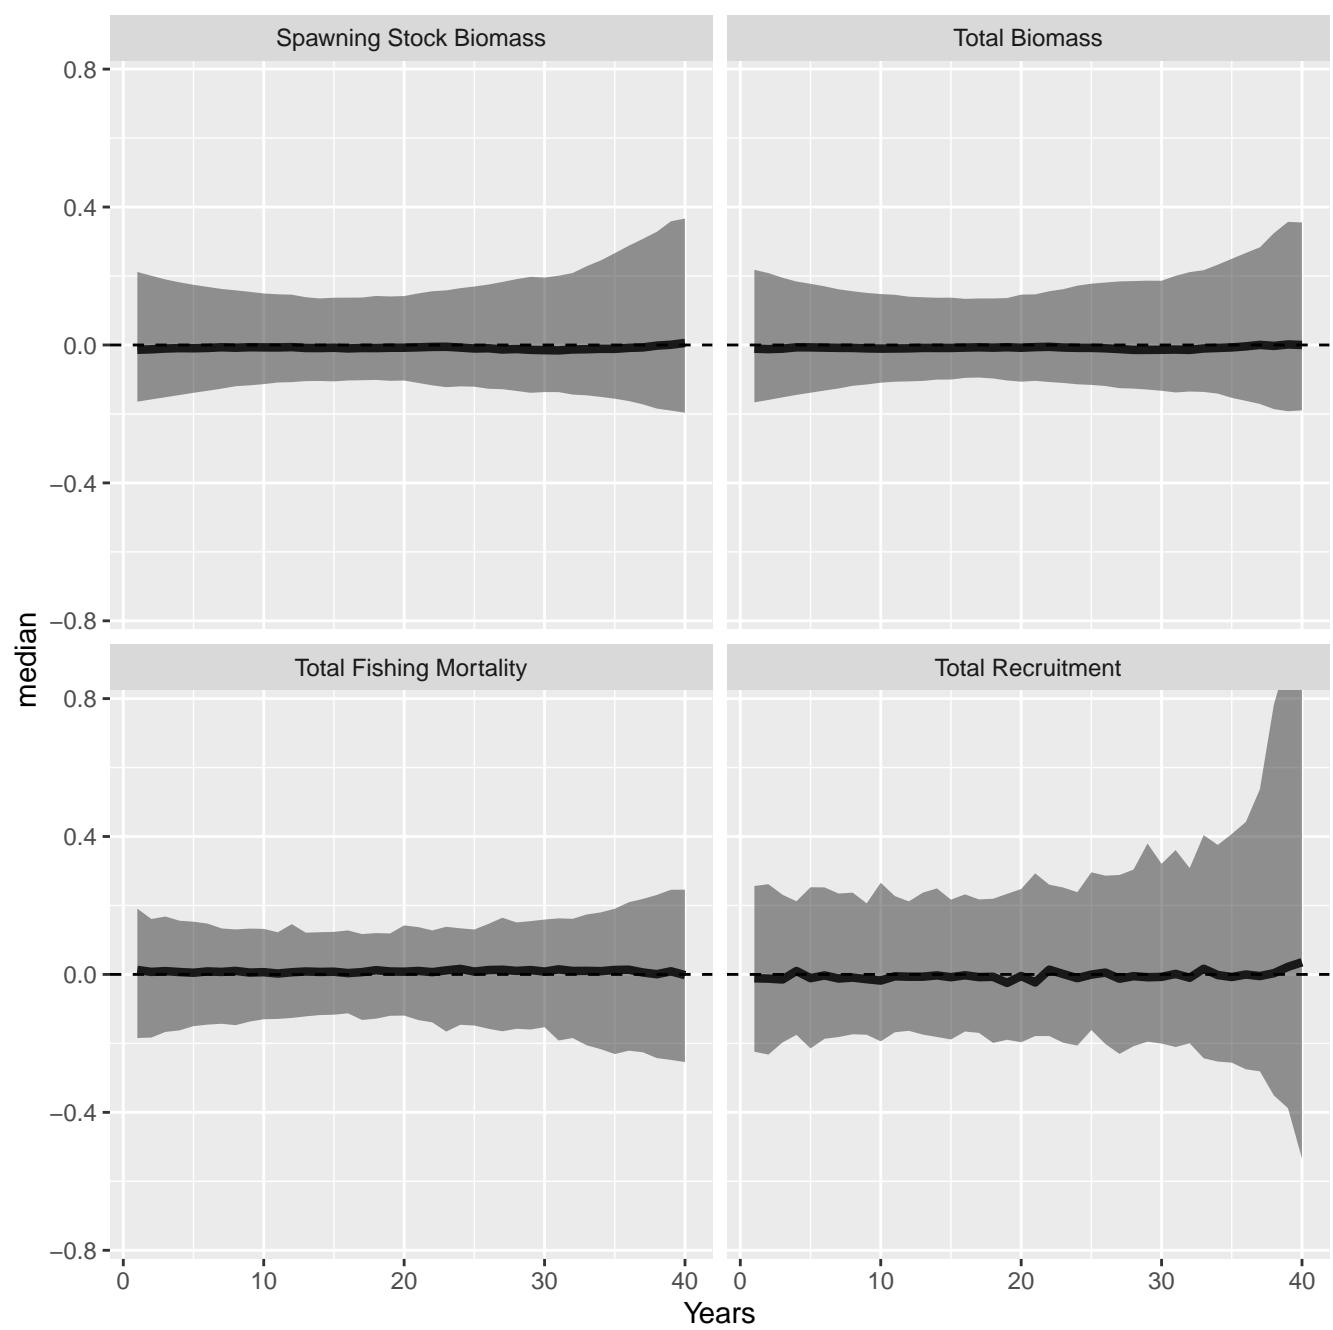 Spawning Stock Biomass
Total Biomass
0.8
0.4
0.0
−0.4
−0.8
median
Total Fishing Mortality
Total Recruitment
0.8
0.4
0.0
−0.4
−0.8
0 10 20 30 40
0 10 20 30 40
Years